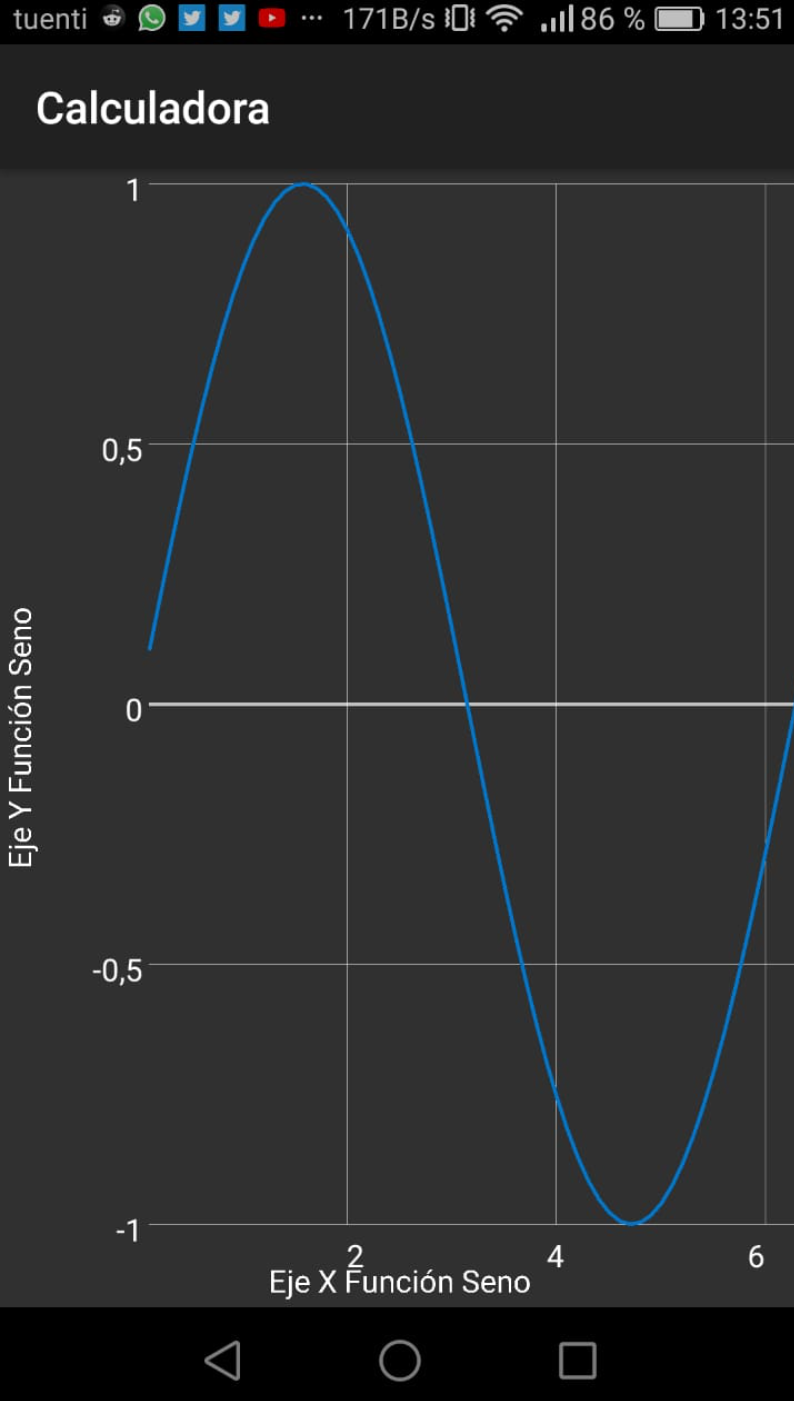 tuenti ... 171B/s 86 % 13:51
Calculadora
1
0,5
0
-0,5
-1
Eje Y Función Seno
2 4 6
Eje X Función Seno